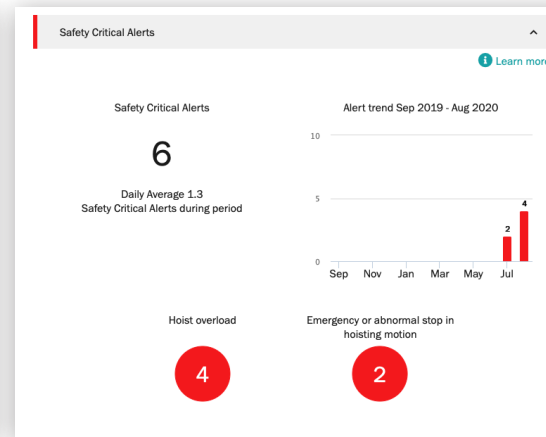 Safety Critical Alerts
Learn more
Safety Critical Alerts
6
Daily Average 1.3
Safety Critical Alerts during period
Alert trend Sep 2019 - Aug 2020
10
5
0
2
4
Sep Nov Jan Mar May Jul
Hoist overload
4
Emergency or abnormal stop in
hoisting motion
2